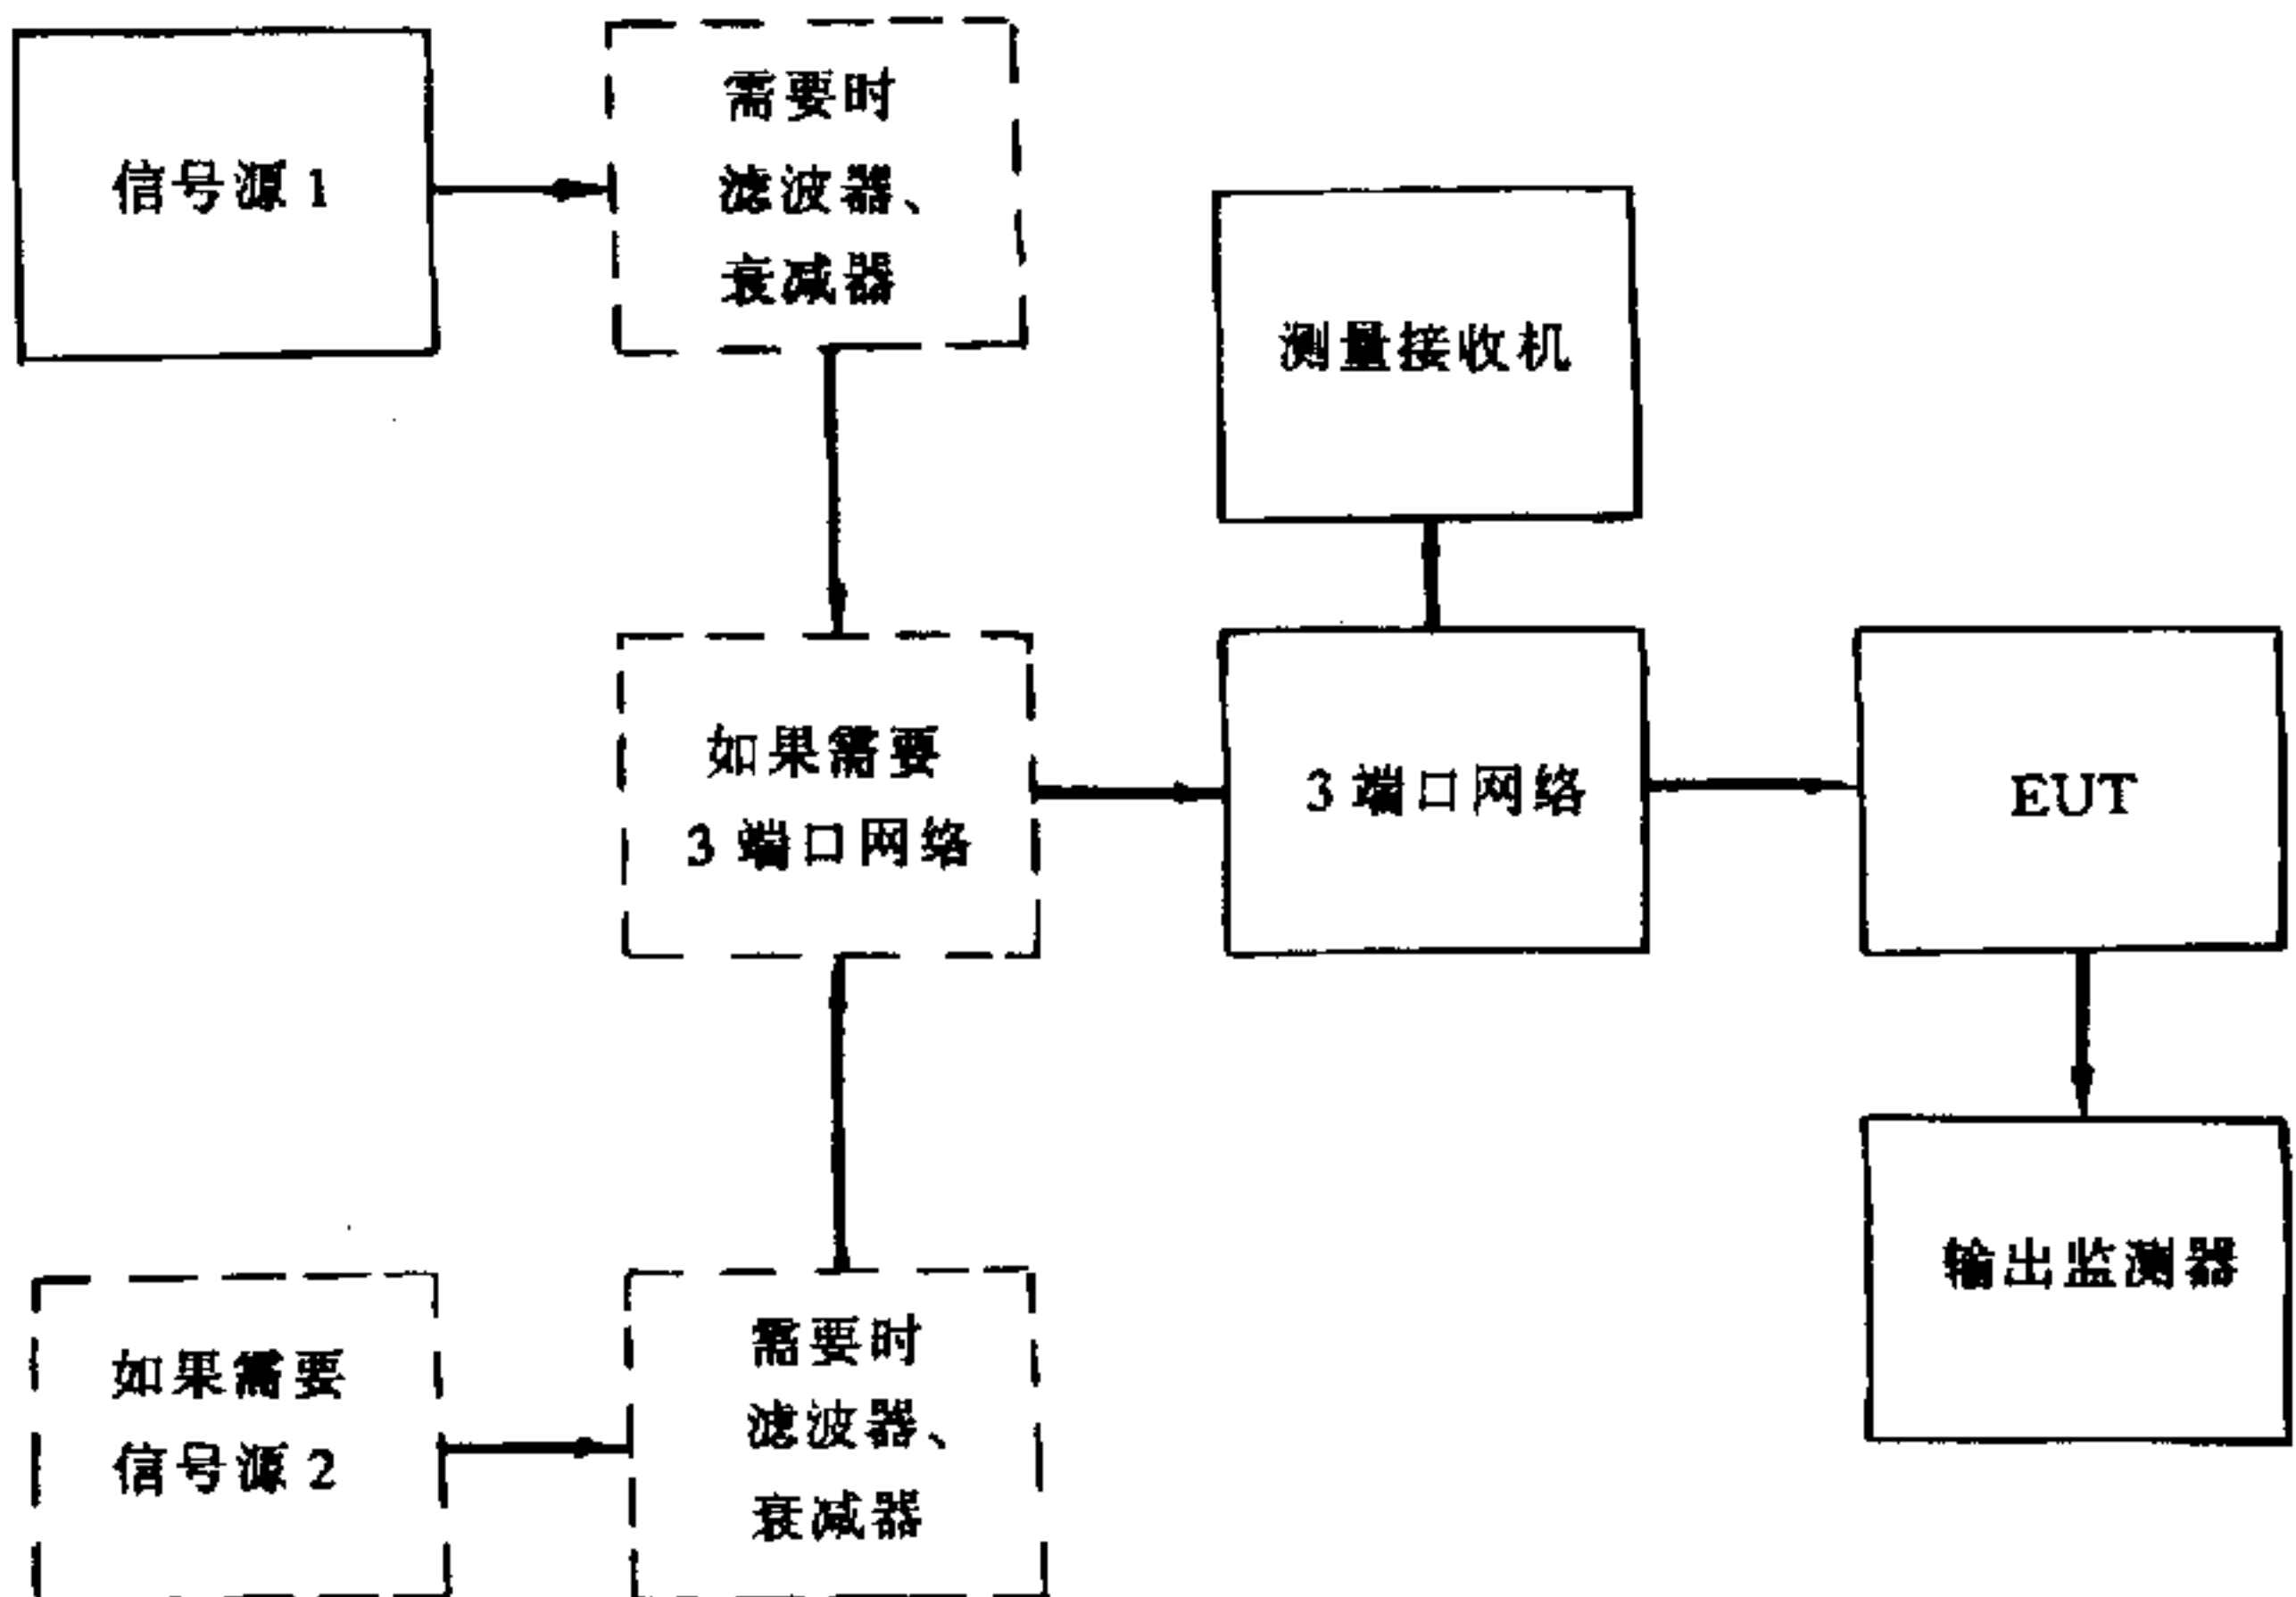 信号源 1
需要时
滤波器、
衰减器
测量接收机
如果需要
3 端口网络
3 端口网络
EUT
输出监测器
如果需要
信号源 2
需要时
滤波器、
衰减器